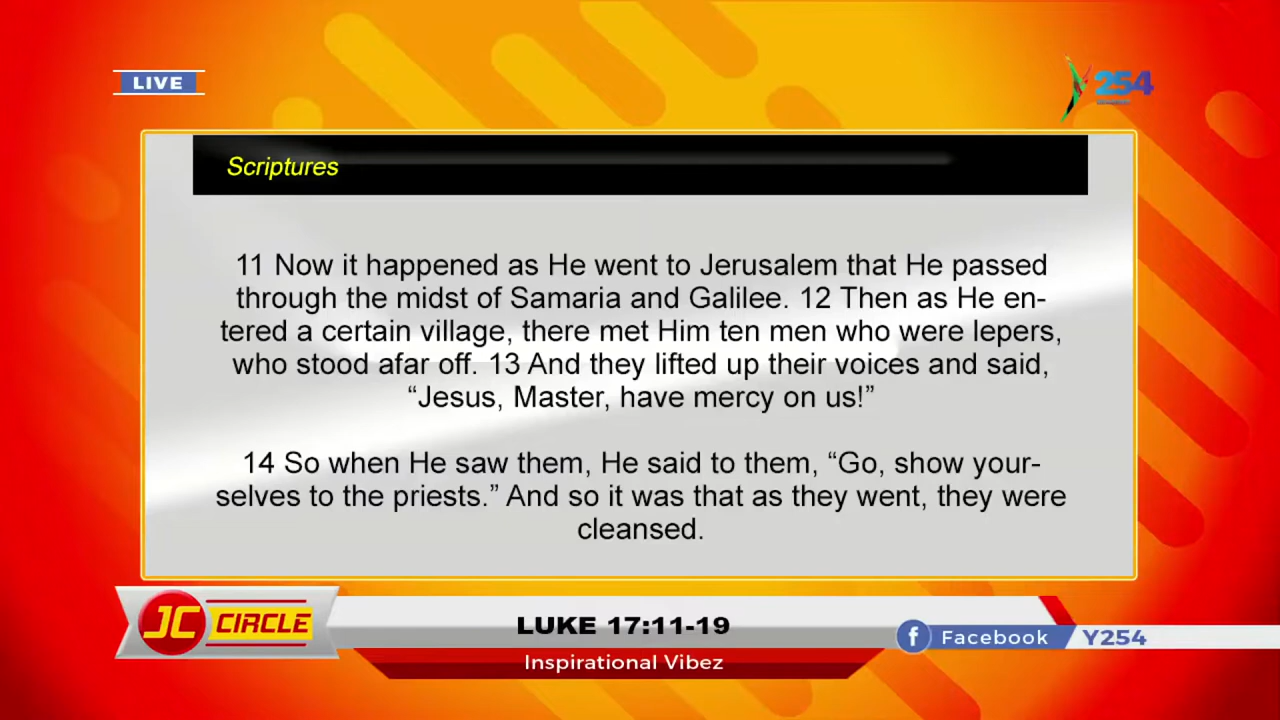 LIVE
254
Scriptures
11 Now it happened as He went to Jerusalem that He passed
through the midst of Samaria and Galilee. 12 Then as He en-
tered a certain village, there met Him ten men who were lepers,
who stood afar off. 13 And they lifted up their voices and said,
“Jesus, Master, have mercy on us!”
14 So when He saw them, He said to them, “Go, show your-
selves to the priests.” And so it was that as they went, they were
cleansed.
JC CIRCLE
LUKE 17:11-19
f Facebook Y254
Inspirational Vibez